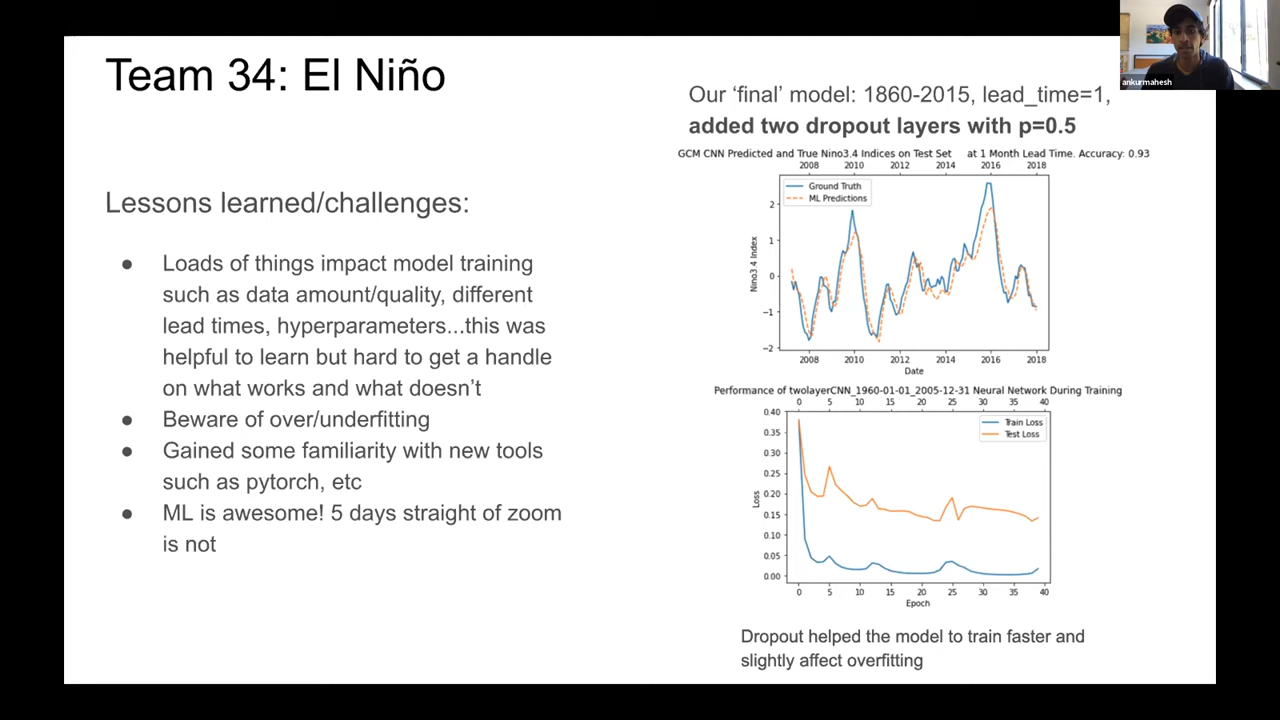 ankurmahesh
Team 34: El Niño
Lessons learned/challenges:
● Loads of things impact model training
such as data amount/quality, different
lead times, hyperparameters...this was
helpful to learn but hard to get a handle
on what works and what doesn't
● Beware of over/underfitting
● Gained some familiarity with new tools
such as pytorch, etc
● ML is awesome! 5 days straight of zoom
is not
Our ‘final’ model: 1860-2015, lead_time=1,
added two dropout layers with p=0.5
GCM CNN Predicted and True Nino3.4 Indices on Test Set at 1 Month Lead Time. Accuracy: 0.93
2008 2010 2012 2014 2016 2018
Ground Truth
ML Predictions
Nino3.4 Index
2
1
0
−1
−2
2008 2010 2012 2014 2016 2018
Date
Performance of twolayerCNN_1960-01-01_2005-12-31 Neural Network During Training
0 5 10 15 20 25 30 35 40
Train Loss
Test Loss
Loss
0.40
0.35
0.30
0.25
0.20
0.15
0.10
0.05
0.00
0 5 10 15 20 25 30 35 40
Epoch
Dropout helped the model to train faster and
slightly affect overfitting